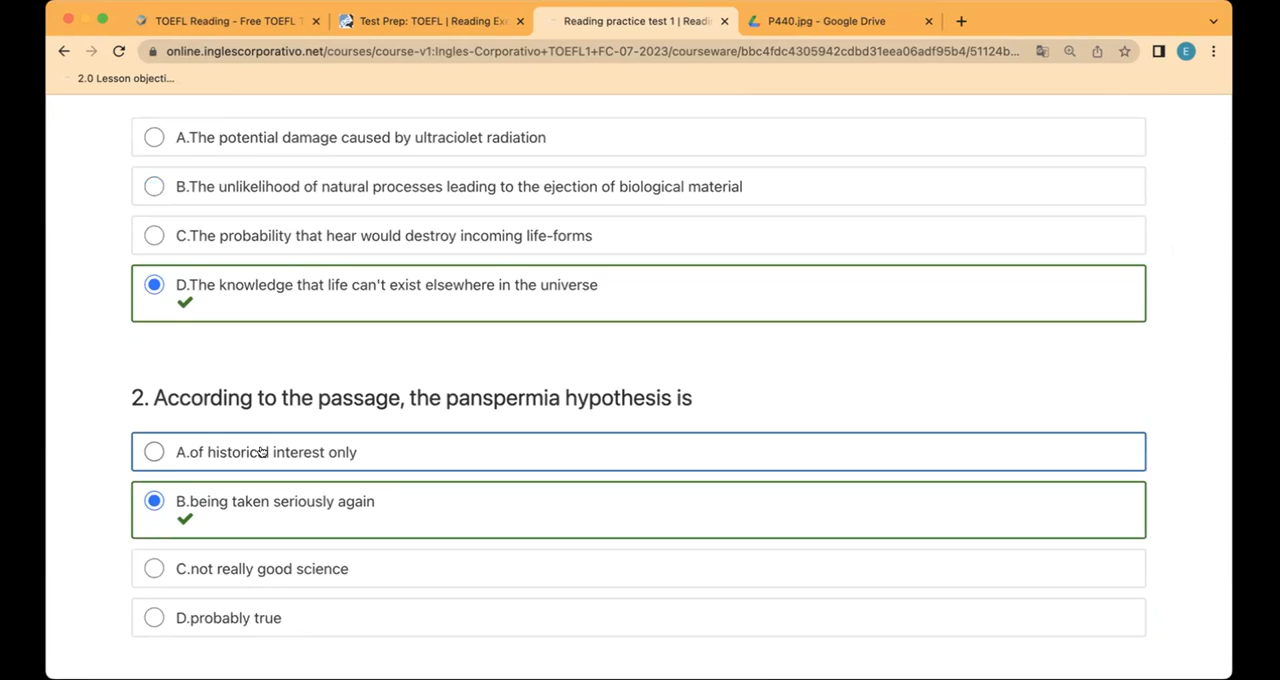 TOEFL Reading - Free TOEFL T
Test Prep: TOEFL | Reading Exa
Reading practice test 1 | Readi
P440.jpg - Google Drive
online.inglescorporativo.net/courses/course-v1:Ingles-Corporativo+TOEFL1+FC-07-2023/courseware/bbc4fdc4305942cdbd31eea06adf95b4/51124b...
E
2.0 Lesson objecti...
A.The potential damage caused by ultraciolet radiation
B.The unlikelihood of natural processes leading to the ejection of biological material
C.The probability that hear would destroy incoming life-forms
D.The knowledge that life can't exist elsewhere in the universe
2. According to the passage, the panspermia hypothesis is
A.of historical interest only
B.being taken seriously again
C.not really good science
D.probably true